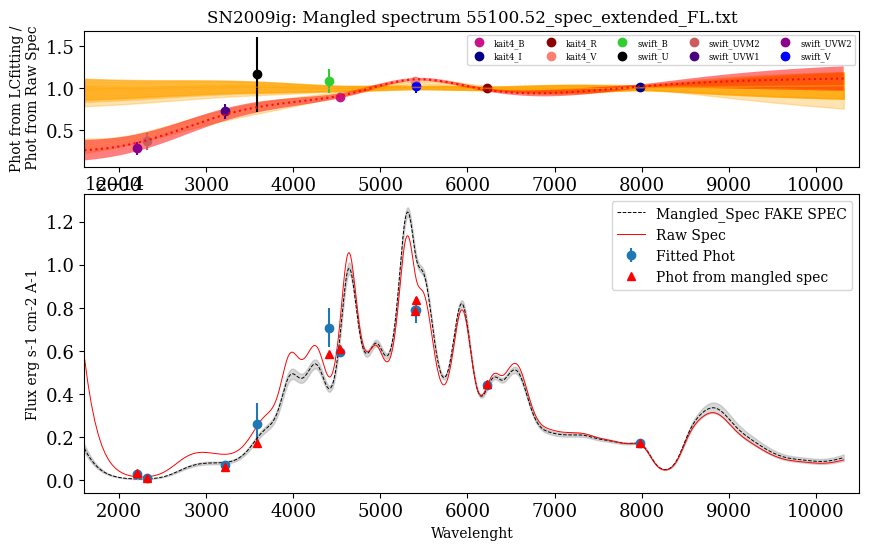 SN2009ig: Mangled spectrum 55100.52_spec_extended_FL.txt
Phot from LCfitting /
Phot from Raw Spec
1.5
1.0
0.5
kait4_B kait4_R swift_B swift_UVM2 swift_UVW2
kait4_I kait4_V swift_U swift_UVW1 swift_V
2000 3000 4000 5000 6000 7000 8000 9000 10000
1e−14
Flux erg s-1 cm-2 A-1
1.2
1.0
0.8
0.6
0.4
0.2
0.0
Mangled_Spec FAKE SPEC
Raw Spec
Fitted Phot
Phot from mangled spec
2000 3000 4000 5000 6000 7000 8000 9000 10000
Wavelenght